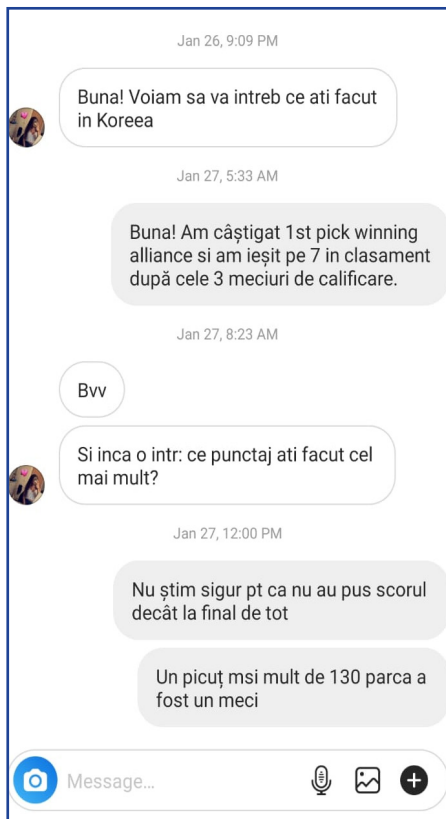 Jan 26, 9:09 PM
Buna! Voiam sa va intreb ce ati facut
in Koreea
Jan 27, 5:33 AM
Buna! Am câștigat 1st pick winning
alliance si am ieșit pe 7 in clasament
după cele 3 meciuri de calificare.
Jan 27, 8:23 AM
Bvv
Si inca o intr: ce punctaj ati facut cel
mai mult?
Jan 27, 12:00 PM
Nu știm sigur pt ca nu au pus scorul
decât la final de tot
Un picuț msi mult de 130 parca a
fost un meci
Message...